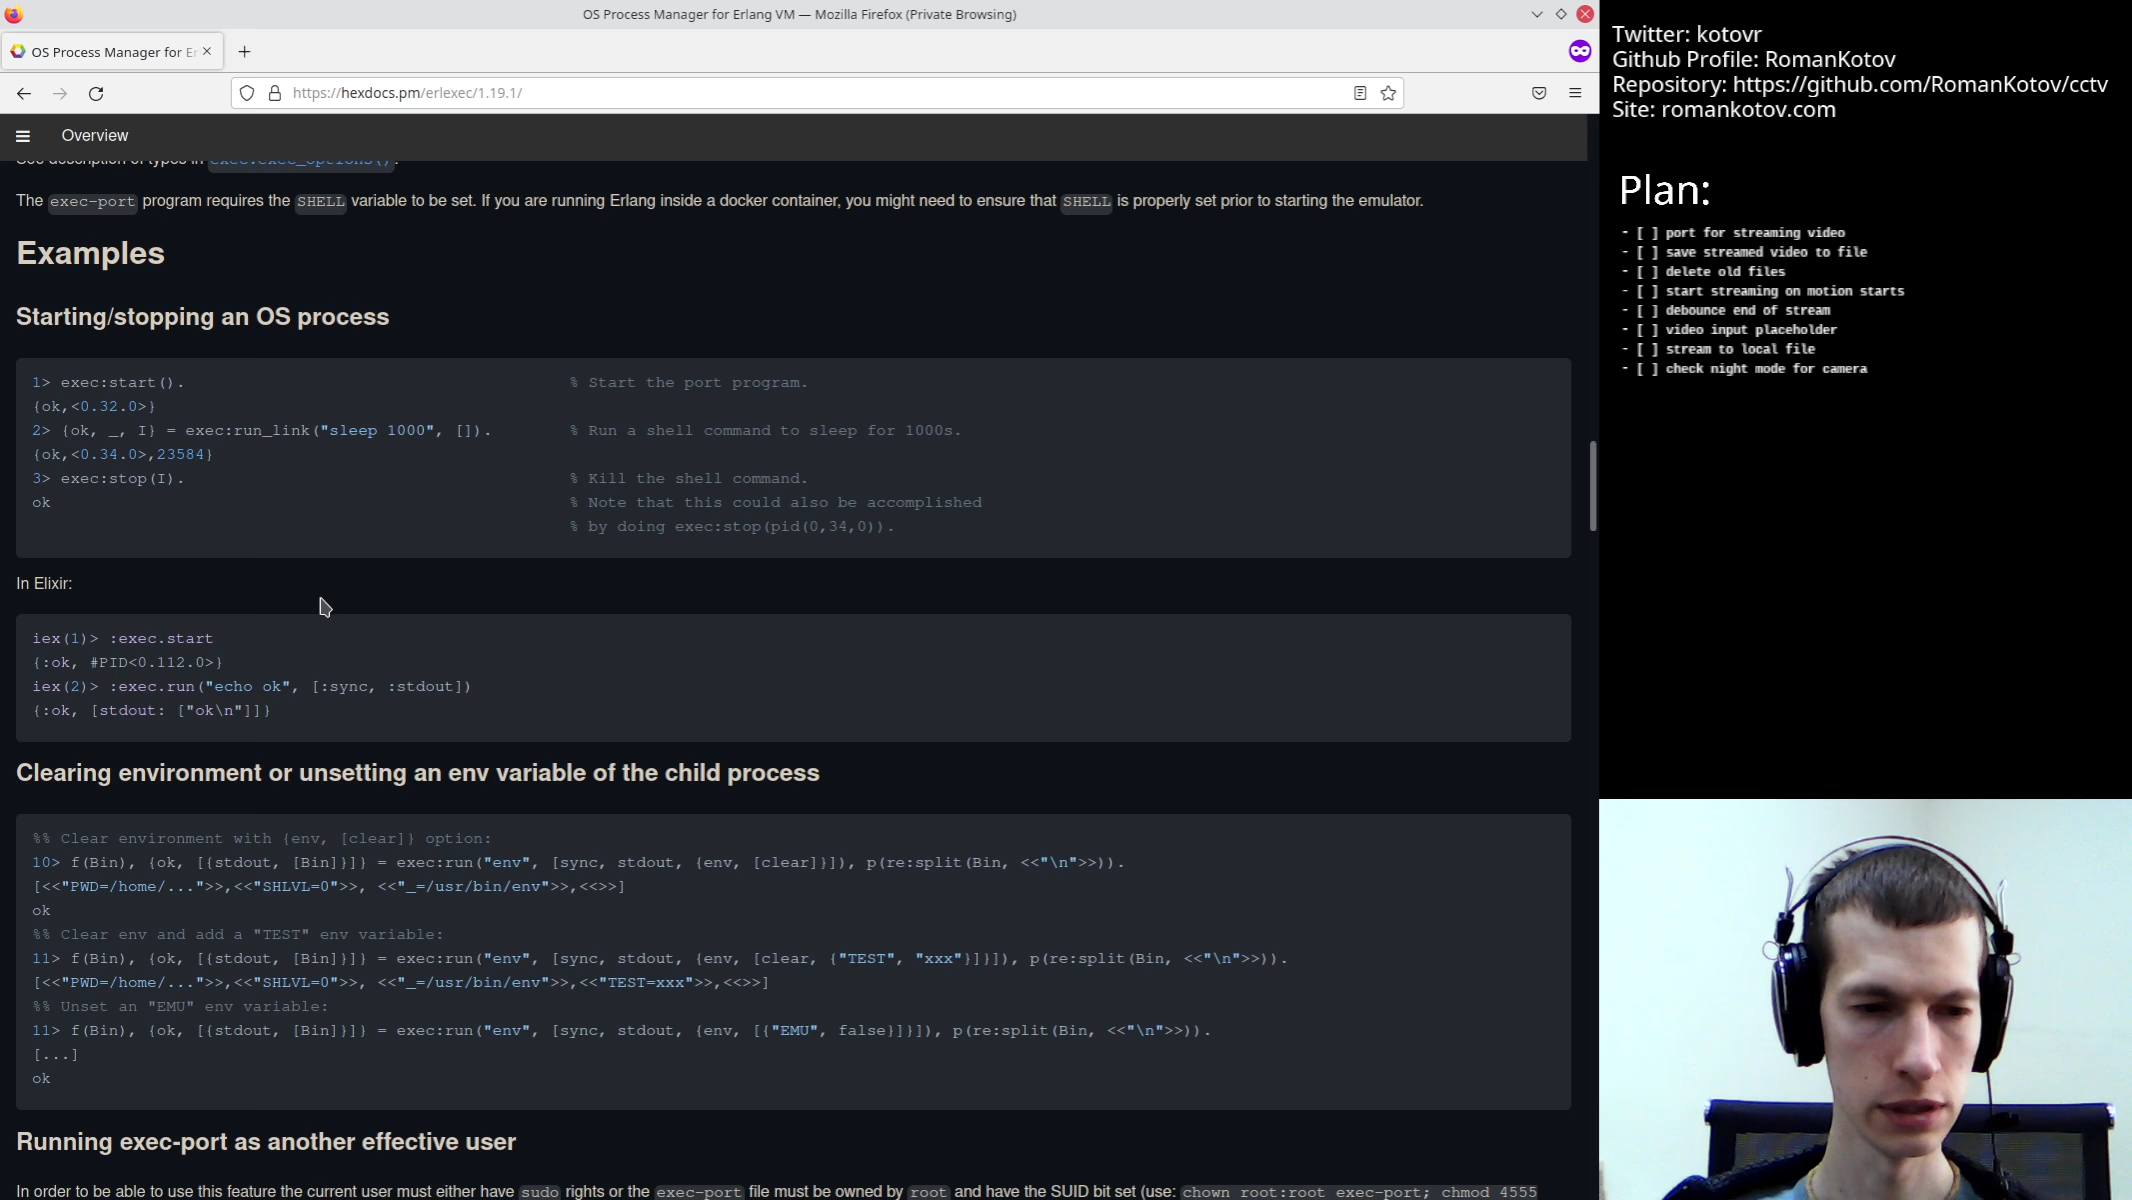 OS Process Manager for Erlang VM — Mozilla Firefox (Private Browsing)
OS Process Manager for Er
https://hexdocs.pm/erlexec/1.19.1/
Overview
See description of types in exec:exec_options().
The exec-port program requires the SHELL variable to be set. If you are running Erlang inside a docker container, you might need to ensure that SHELL is properly set prior to starting the emulator.
Examples
Starting/stopping an OS process
1> exec:start(). % Start the port program.
{ok,<0.32.0>}
2> {ok, _, I} = exec:run_link("sleep 1000", []). % Run a shell command to sleep for 1000s.
{ok,<0.34.0>,23584}
3> exec:stop(I). % Kill the shell command.
ok % Note that this could also be accomplished
% by doing exec:stop(pid(0,34,0)).
In Elixir:
iex(1)> :exec.start
{:ok, #PID<0.112.0>}
iex(2)> :exec.run("echo ok", [:sync, :stdout])
{:ok, [stdout: ["ok\n"]]}
Clearing environment or unsetting an env variable of the child process
%% Clear environment with {env, [clear]} option:
10> f(Bin), {ok, [{stdout, [Bin]}]} = exec:run("env", [sync, stdout, {env, [clear]}]), p(re:split(Bin, <<"\n">>)).
[<<"PWD=/home/...">>,<<"SHLVL=0">>, <<"_=/usr/bin/env">>,<<>>]
ok
%% Clear env and add a "TEST" env variable:
11> f(Bin), {ok, [{stdout, [Bin]}]} = exec:run("env", [sync, stdout, {env, [clear, {"TEST", "xxx"}]}]), p(re:split(Bin, <<"\n">>)).
[<<"PWD=/home/...">>,<<"SHLVL=0">>, <<"_=/usr/bin/env">>,<<"TEST=xxx">>,<<>>]
%% Unset an "EMU" env variable:
11> f(Bin), {ok, [{stdout, [Bin]}]} = exec:run("env", [sync, stdout, {env, [{"EMU", false}]}]), p(re:split(Bin, <<"\n">>)).
[...]
ok
Running exec-port as another effective user
In order to be able to use this feature the current user must either have sudo rights or the exec-port file must be owned by root and have the SUID bit set (use: chown root:root exec-port; chmod 4555
Twitter: kotovr
Github Profile: RomanKotov
Repository: https://github.com/RomanKotov/cctv
Site: romankotov.com
Plan:
- [ ] port for streaming video
- [ ] save streamed video to file
- [ ] delete old files
- [ ] start streaming on motion starts
- [ ] debounce end of stream
- [ ] video input placeholder
- [ ] stream to local file
- [ ] check night mode for camera